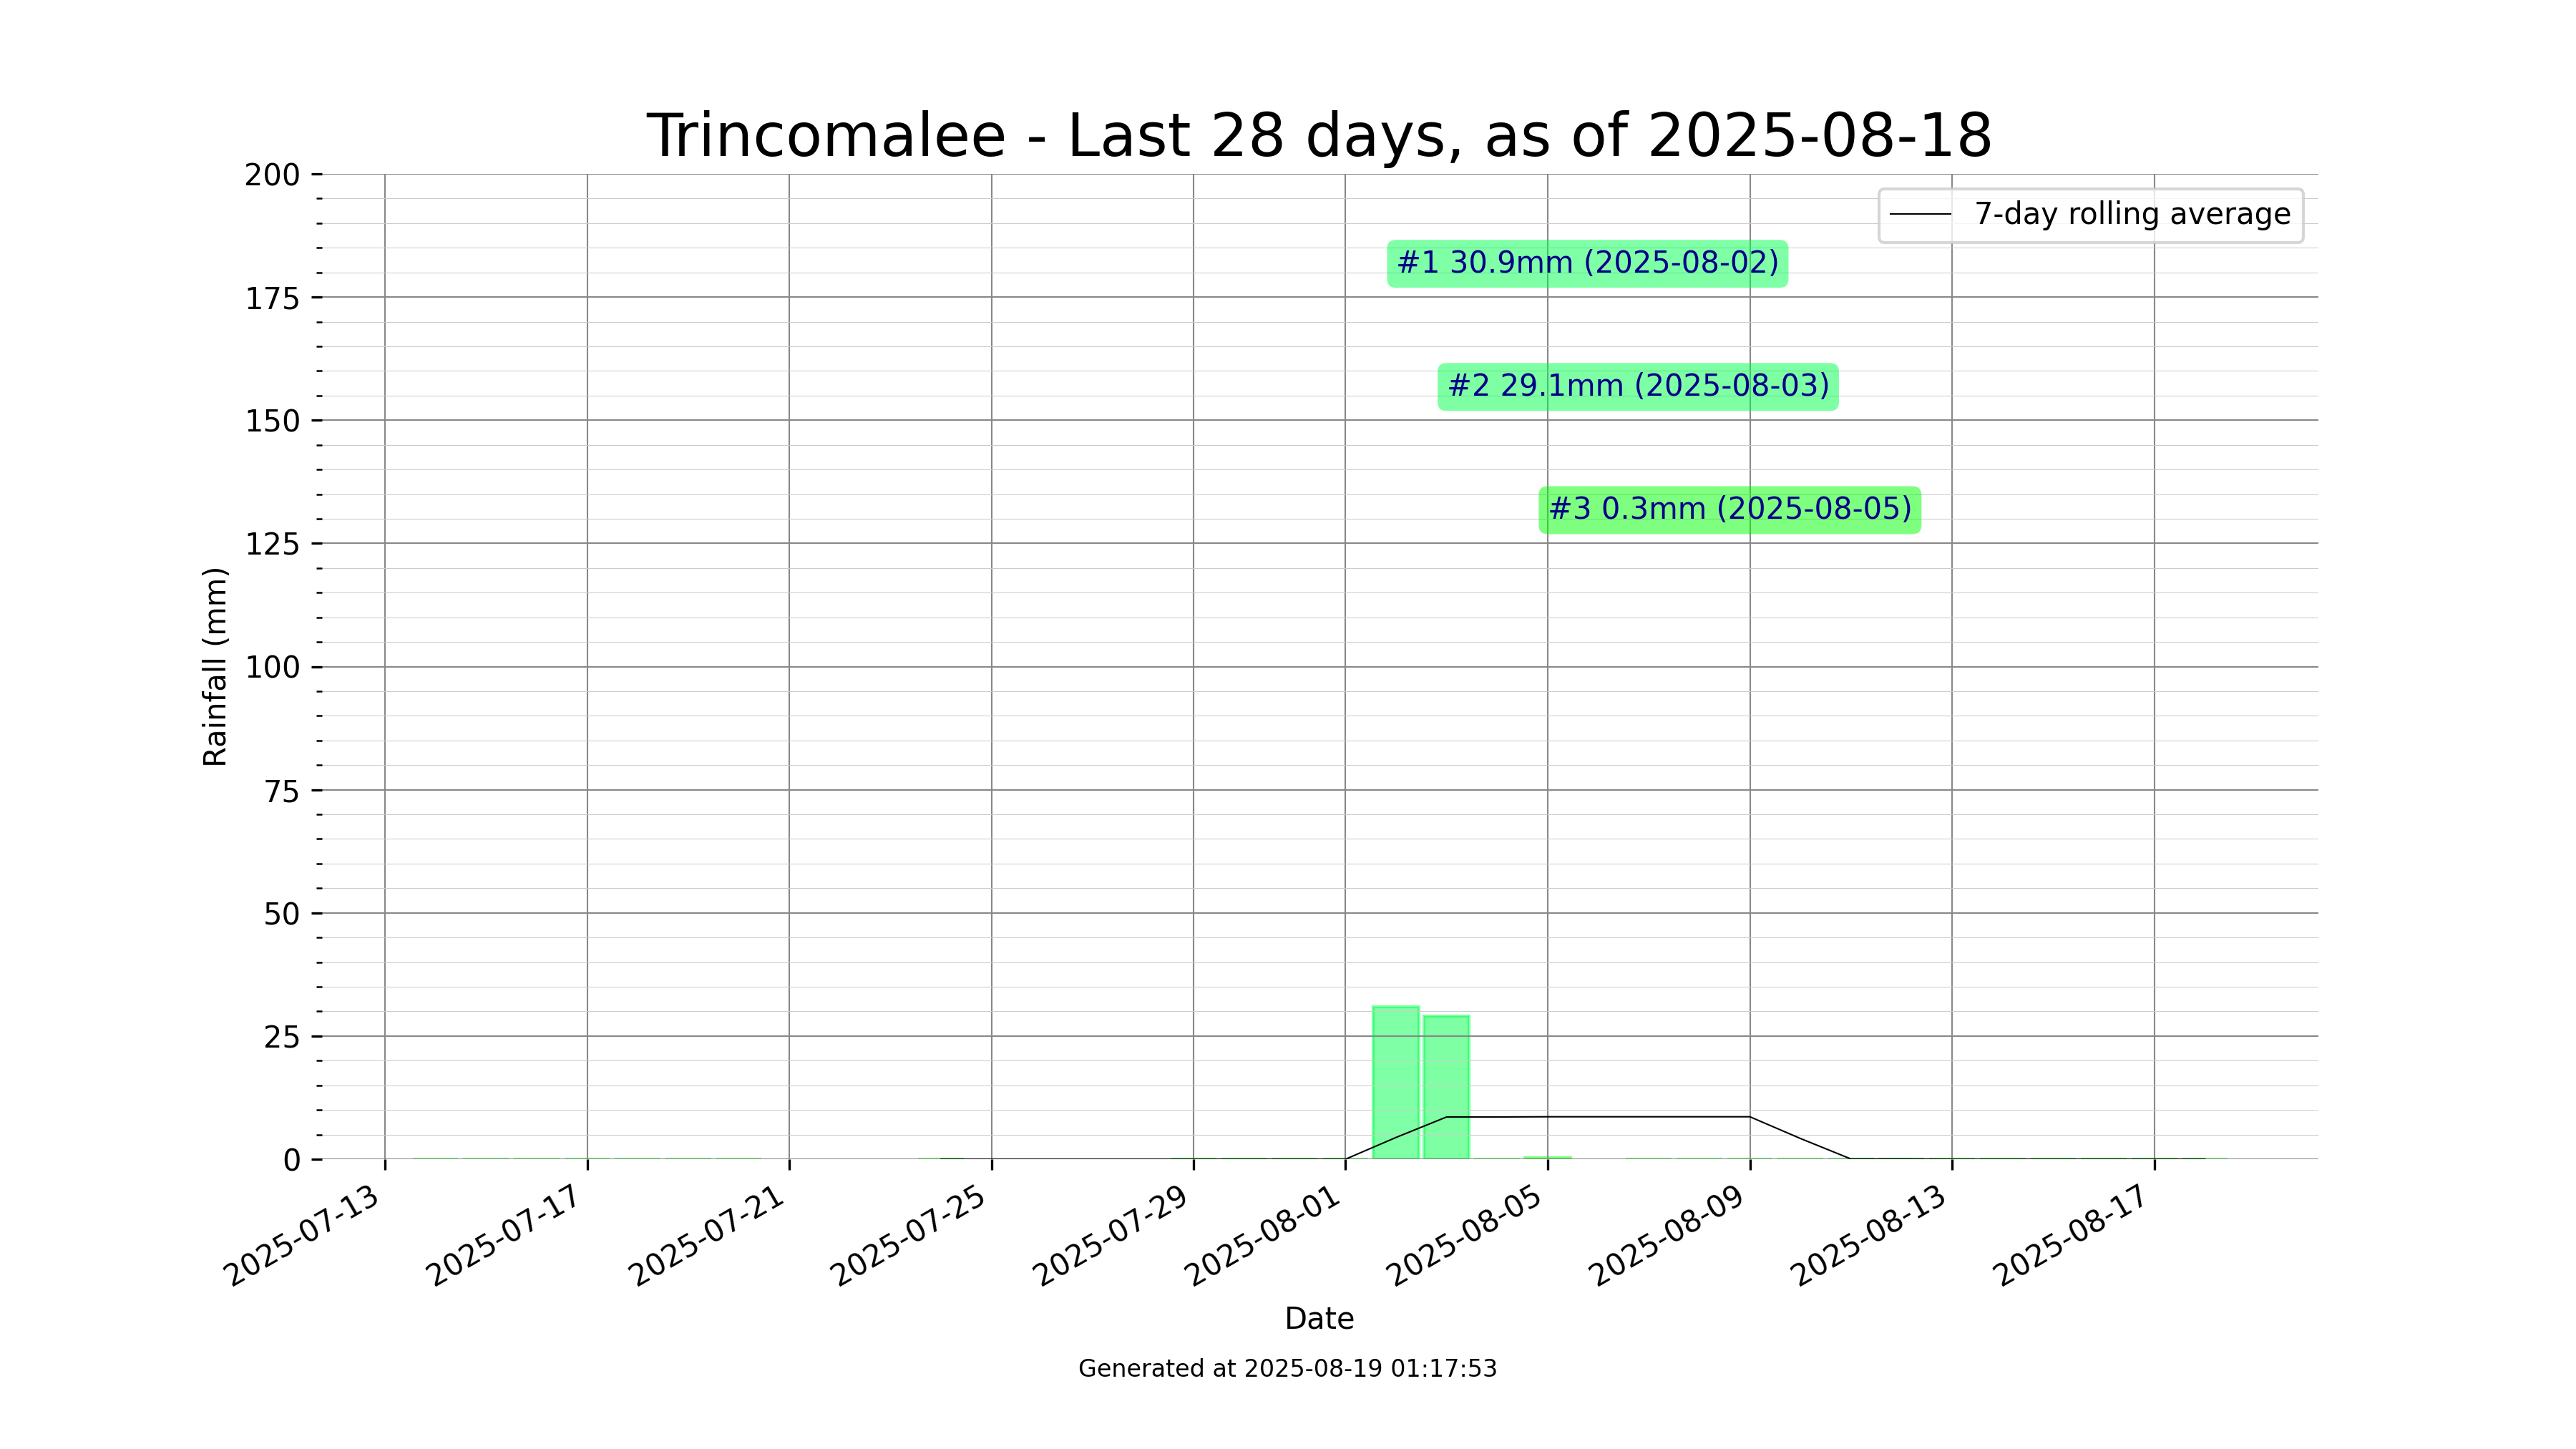 Trincomalee - Last 28 days, as of 2025-08-18
7-day rolling average
#1 30.9mm (2025-08-02)
#2 29.1mm (2025-08-03)
#3 0.3mm (2025-08-05)
Rainfall (mm)
200
175
150
125
100
75
50
25
0
2025-07-13
2025-07-17
2025-07-21
2025-07-25
2025-07-29
2025-08-01
2025-08-05
2025-08-09
2025-08-13
2025-08-17
Date
Generated at 2025-08-19 01:17:53